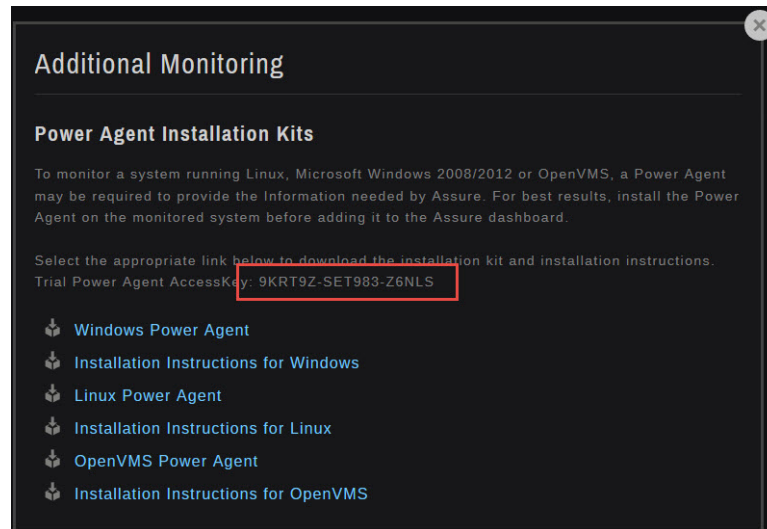 Additional Monitoring
Power Agent Installation Kits
To monitor a system running Linux, Microsoft Windows 2008/2012 or OpenVMS, a Power Agent
may be required to provide the Information needed by Assure. For best results, install the Power
Agent on the monitored system before adding it to the Assure dashboard.
Select the appropriate link below to download the installation kit and installation instructions.
Trial Power Agent AccessKey: 9KRT9Z-SET983-Z6NLS
Windows Power Agent
Installation Instructions for Windows
Linux Power Agent
Installation Instructions for Linux
OpenVMS Power Agent
Installation Instructions for OpenVMS